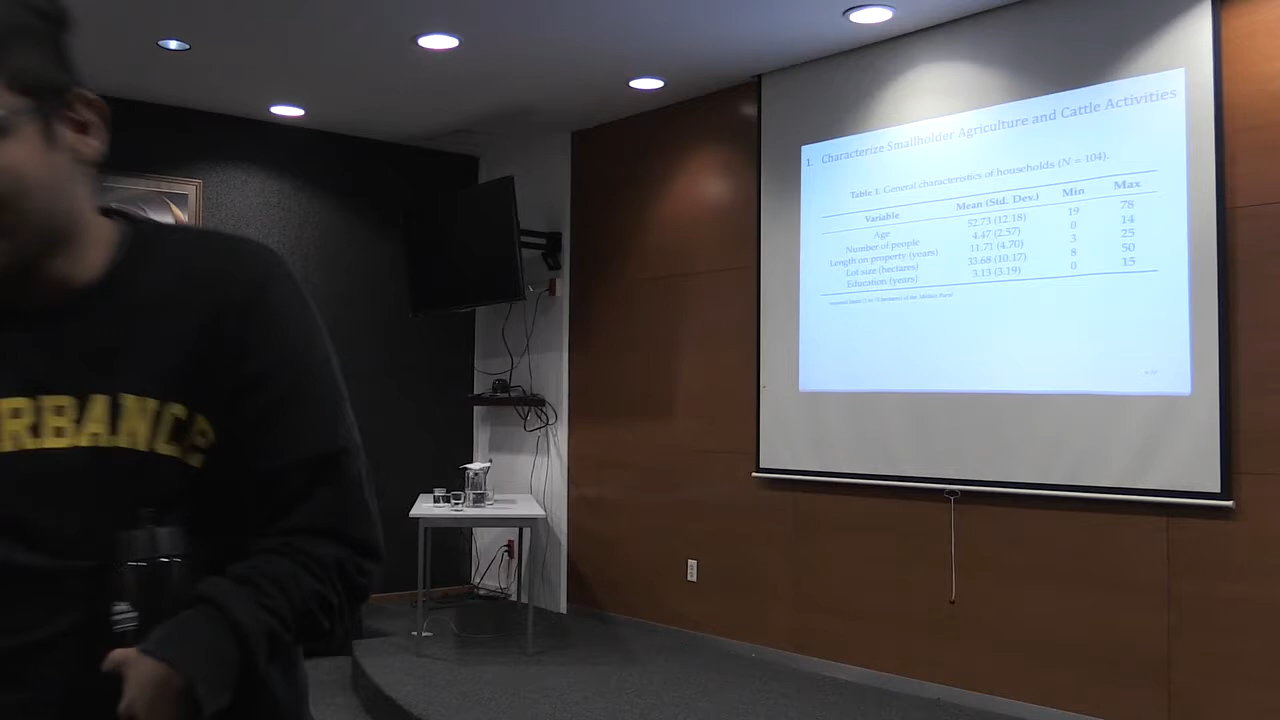 1. Characterize Smallholder Agriculture and Cattle Activities
Table 1. General characteristics of households (N = 104).
Variable Mean (Std. Dev.) Min Max
Age 52.73 (12.18) 19 78
Number of people 4.47 (2.57) 0 14
Length on property (years) 11.71 (4.70) 3 25
Lot size (hectares) 33.68 (10.17) 8 50
Education (years) 3.13 (3.19) 0 15
RBANCE